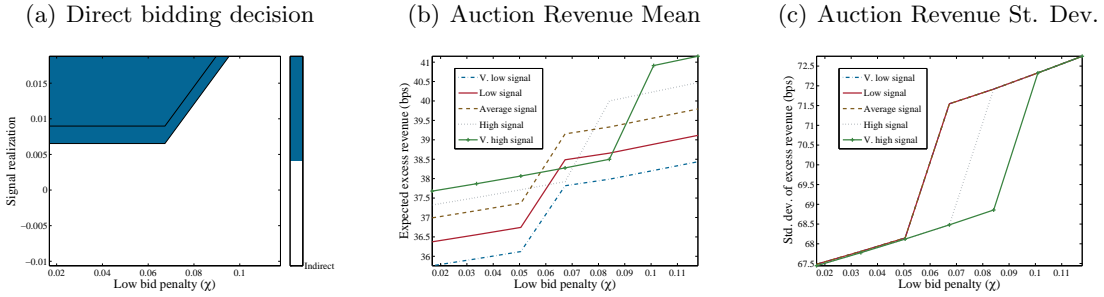 (a) Direct bidding decision
(b) Auction Revenue Mean
(c) Auction Revenue St. Dev.
Signal realization
0.015
0.01
0.005
0
−0.005
−0.01
0.02
0.04
0.06
0.08
0.1
Low bid penalty (χ)
Indirect
Expected excess revenue (bps)
41
40.5
40
39.5
39
38.5
38
37.5
37
36.5
36
35.5
V. low signal
Low signal
Average signal
High signal
V. high signal
0.02 0.03 0.04 0.05 0.06 0.07 0.08 0.09 0.1 0.11
Low bid penalty (χ)
Std. dev. of excess revenue (bps)
72.5
72
71.5
71
70.5
70
69.5
69
68.5
68
67.5
V. low signal
Low signal
Average signal
High signal
V. high signal
0.02 0.03 0.04 0.05 0.06 0.07 0.08 0.09 0.1 0.11
Low bid penalty (χ)